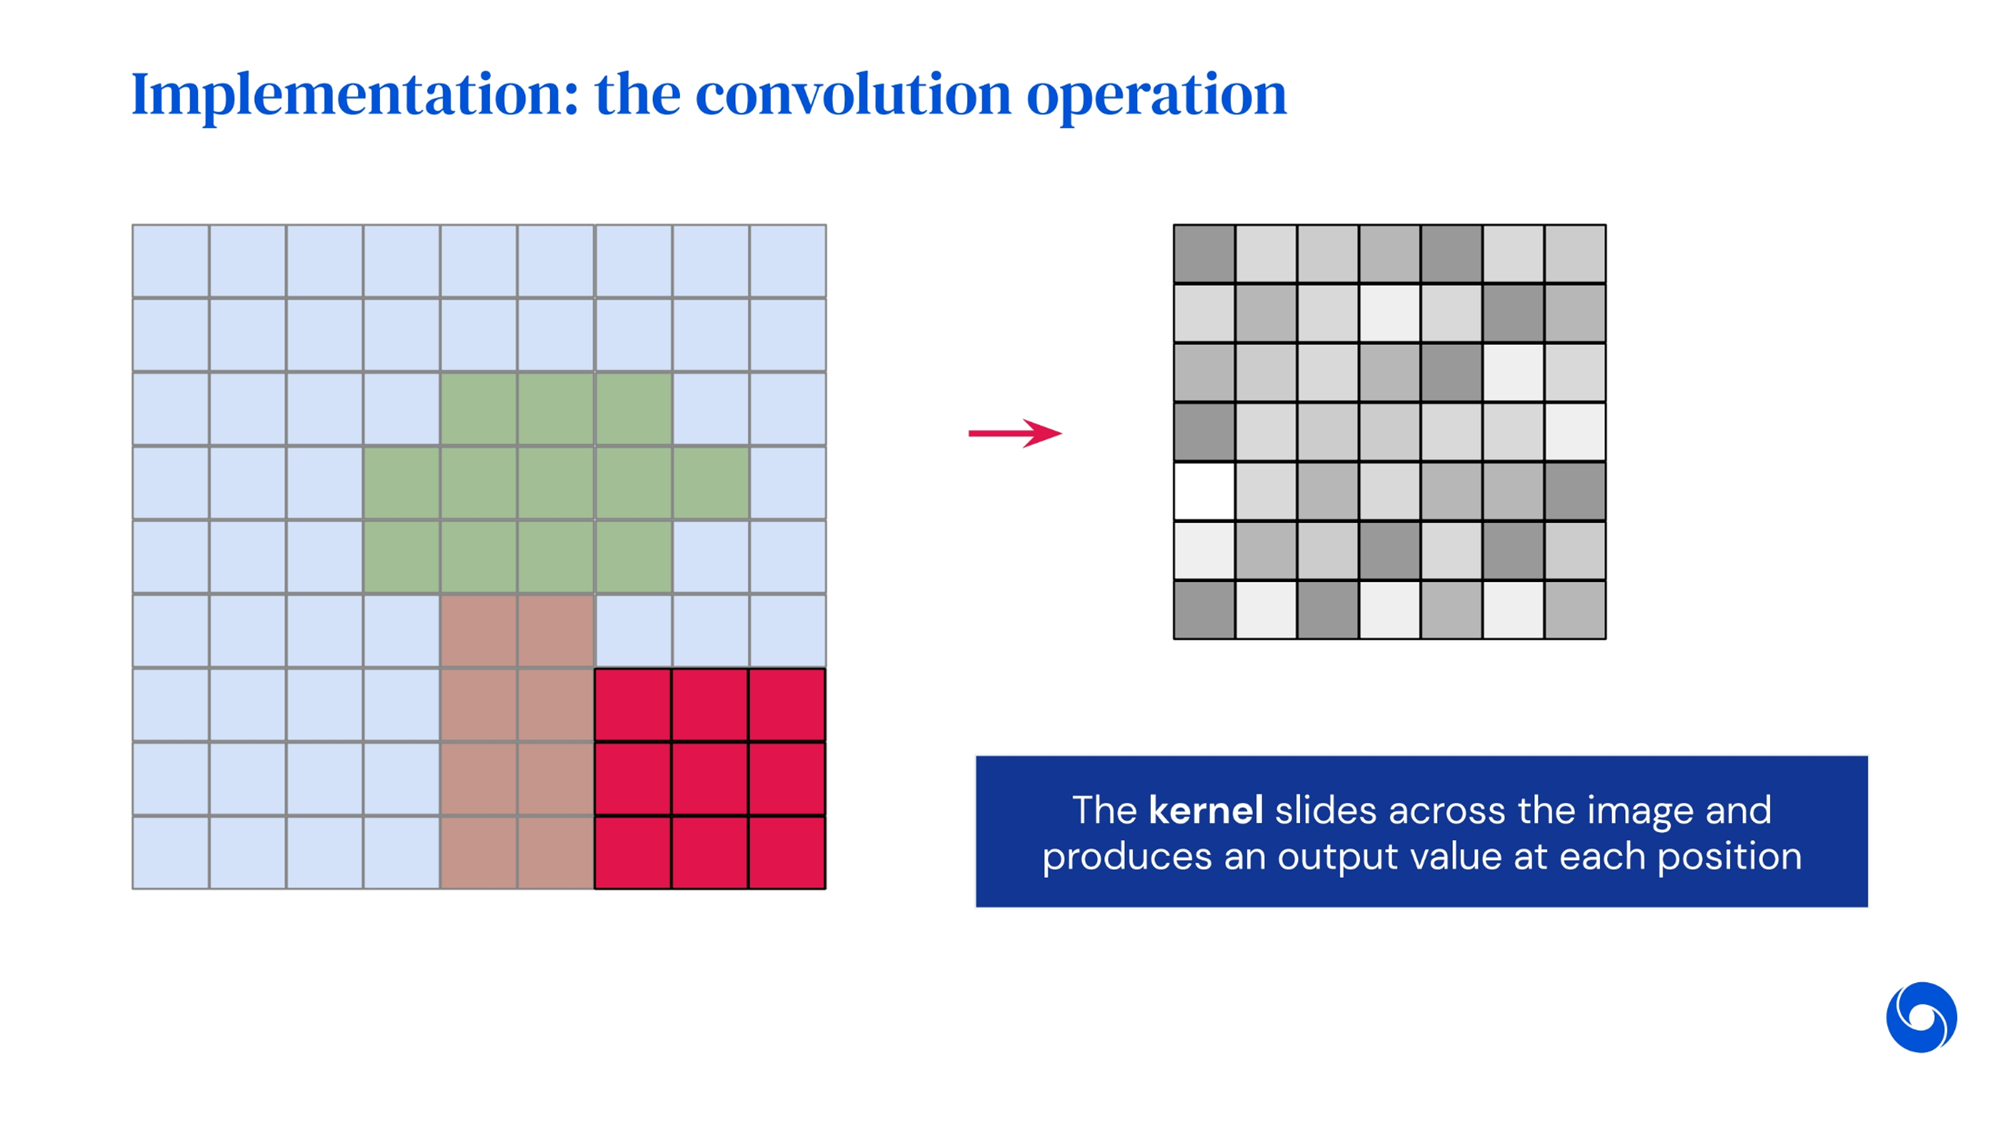 Implementation: the convolution operation
The kernel slides across the image and
produces an output value at each position